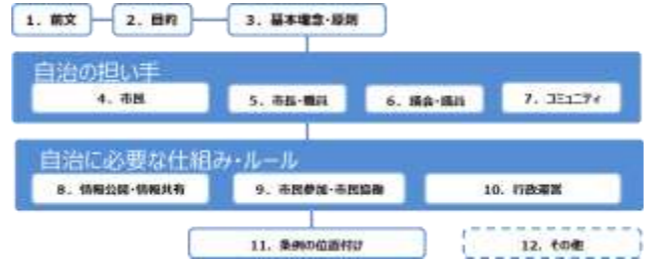 1. 前文
2. 目的
3. 基本理念・原則
自治の担い手
4. 市民
5. 市長・職員
6. 議会・議員
7. コミュニティ
自治に必要な仕組み・ルール
8. 情報公開・情報共有
9. 市民参加・市民協働
10. 行政運営
11. 条例の位置付け
12. その他